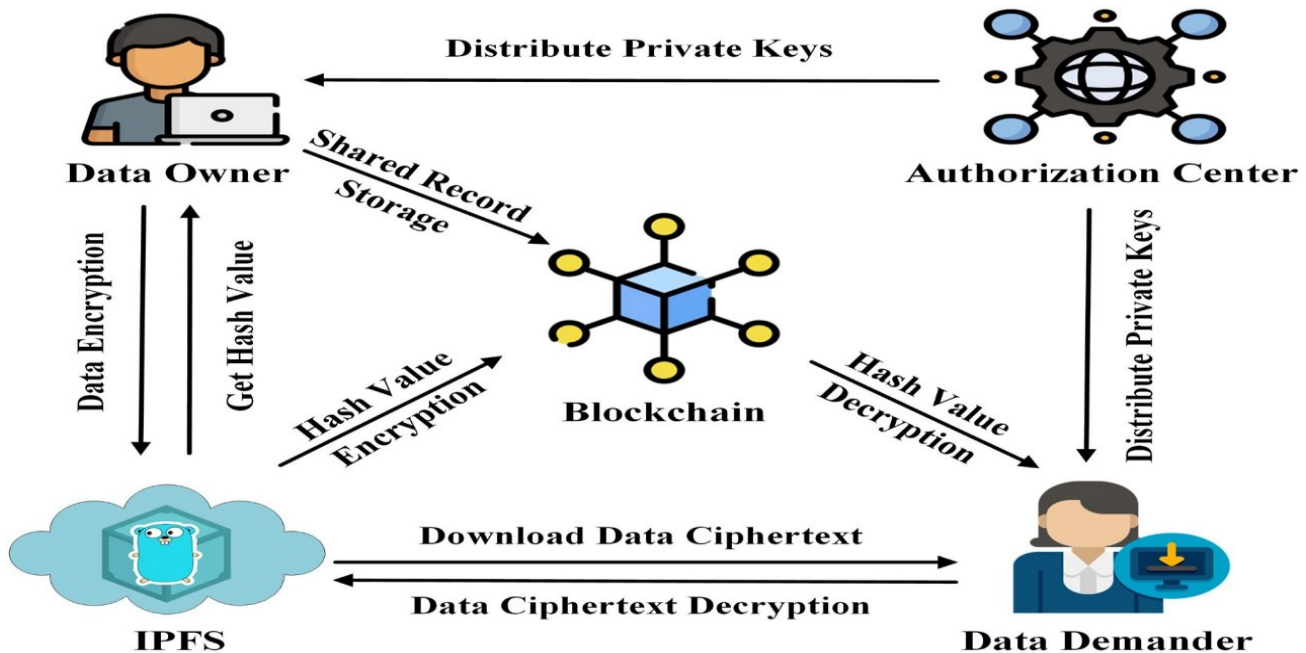 Distribute Private Keys
Data Owner
Authorization Center
Shared Record
Storage
Data Encryption
Get Hash Value
Distribute Private Keys
Blockchain
Hash Value
Encryption
Hash Value
Decryption
Download Data Ciphertext
Data Ciphertext Decryption
IPFS
Data Demander